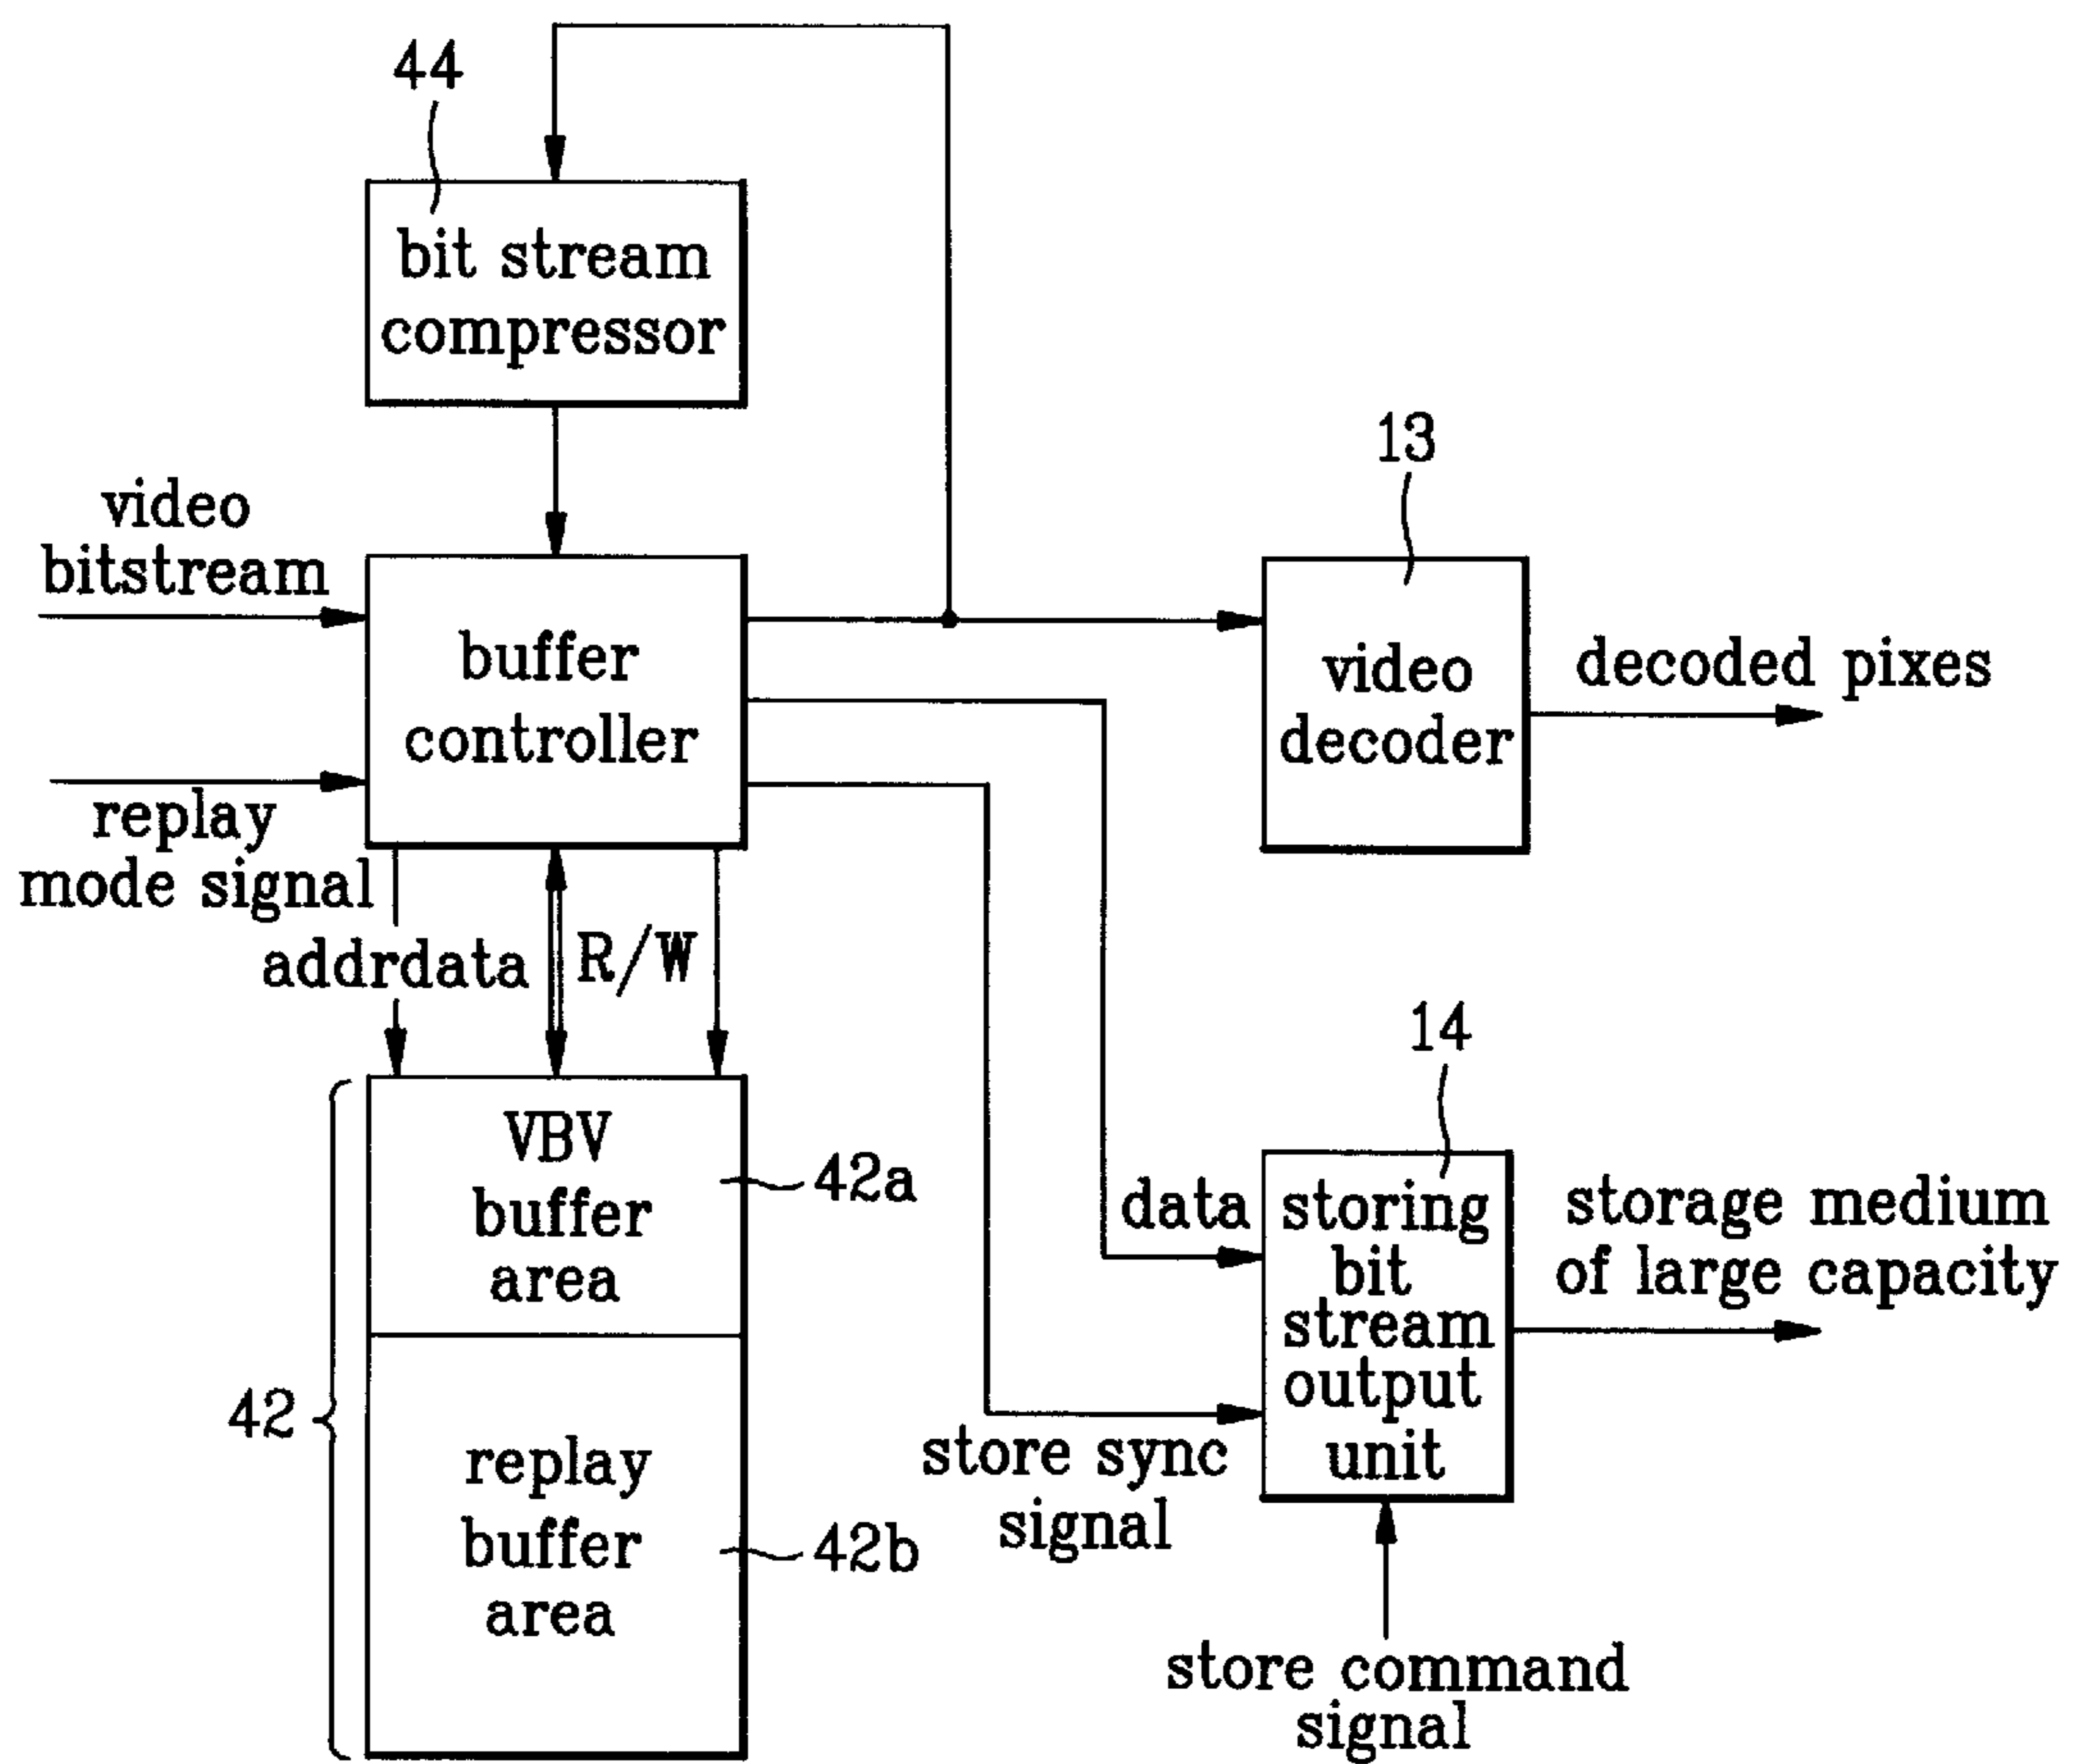 44
bit stream
compressor
video
bitstream
13
buffer
controller
video
decoder
decoded pixes
replay
mode signal
addrdata
R/W
14
VBV
buffer
area
42a
data
storing
bit
stream
output
unit
storage medium
of large capacity
42
replay
buffer
area
42b
store sync
signal
store command
signal